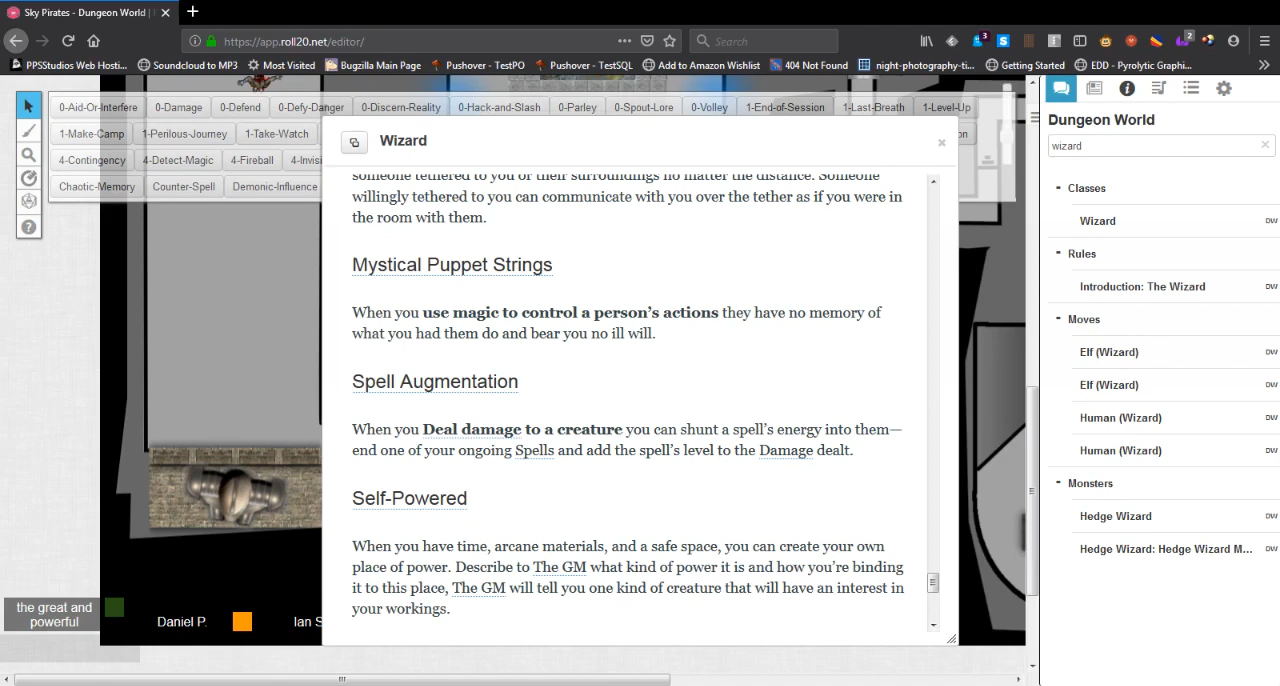 Sky Pirates - Dungeon World |
https://app.roll20.net/editor/
Search
3
2
PPSStudios Web Hosti...
Soundcloud to MP3
Most Visited
Bugzilla Main Page
Pushover - TestPO
Pushover - TestSQL
Add to Amazon Wishlist
404 Not Found
night-photography-ti...
Getting Started
EDD - Pyrolytic Graphi...
0-Aid-Or-Interfere
0-Damage
0-Defend
0-Defy-Danger
0-Discern-Reality
0-Hack-and-Slash
0-Parley
0-Spout-Lore
0-Volley
1-End-of-Session
1-Last-Breath
1-Level-Up
1-Make-Camp
1-Perilous-Journey
1-Take-Watch
on
4-Contingency
4-Detect-Magic
4-Fireball
4-Invisi
Chaotic-Memory
Counter-Spell
Demonic-Influence
Wizard
someone tethered to you or their surroundings no matter the distance. Someone
willingly tethered to you can communicate with you over the tether as if you were in
the room with them.
Mystical Puppet Strings
When you use magic to control a person’s actions they have no memory of
what you had them do and bear you no ill will.
Spell Augmentation
When you Deal damage to a creature you can shunt a spell’s energy into them—
end one of your ongoing Spells and add the spell’s level to the Damage dealt.
Self-Powered
When you have time, arcane materials, and a safe space, you can create your own
place of power. Describe to The GM what kind of power it is and how you’re binding
it to this place, The GM will tell you one kind of creature that will have an interest in
your workings.
the great and
powerful
Daniel P.
Ian S
Dungeon World
wizard
Classes
Wizard
DW
Rules
Introduction: The Wizard
DW
Moves
Elf (Wizard)
DW
Elf (Wizard)
DW
Human (Wizard)
DW
Human (Wizard)
DW
Monsters
Hedge Wizard
DW
Hedge Wizard: Hedge Wizard M...
DW